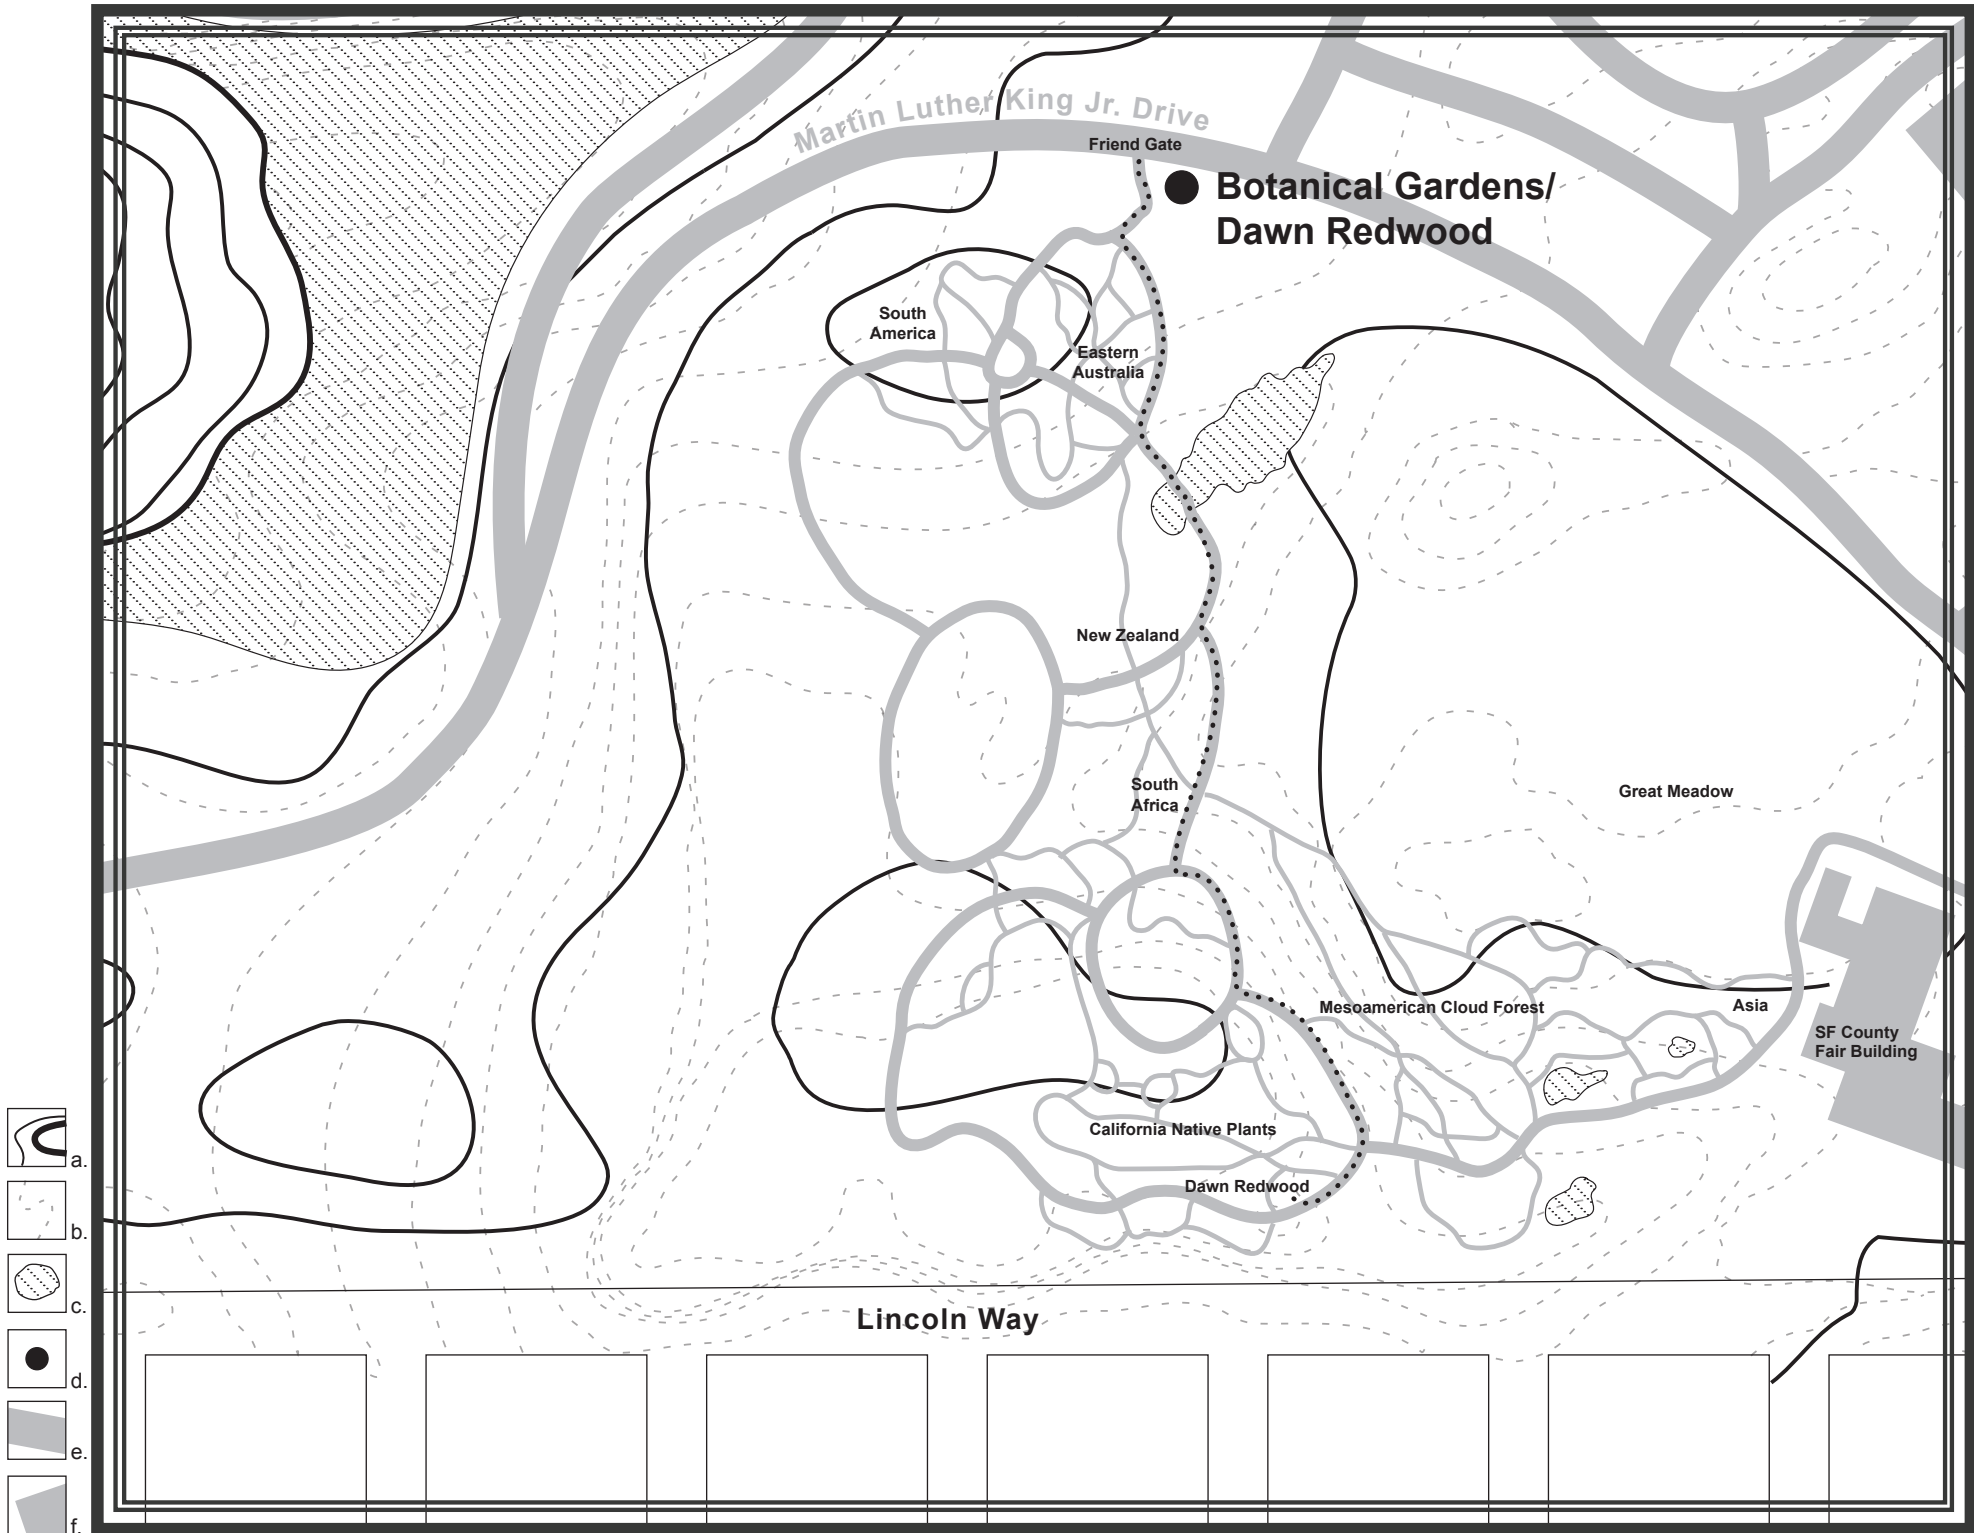 Martin Luther King Jr. Drive
Friend Gate
Botanical Gardens/
Dawn Redwood
South
America
Eastern
Australia
New Zealand
South
Africa
Great Meadow
Mesoamerican Cloud Forest
Asia
SF County
Fair Building
California Native Plants
Dawn Redwood
Lincoln Way
a.
b.
c.
d.
e.
f.